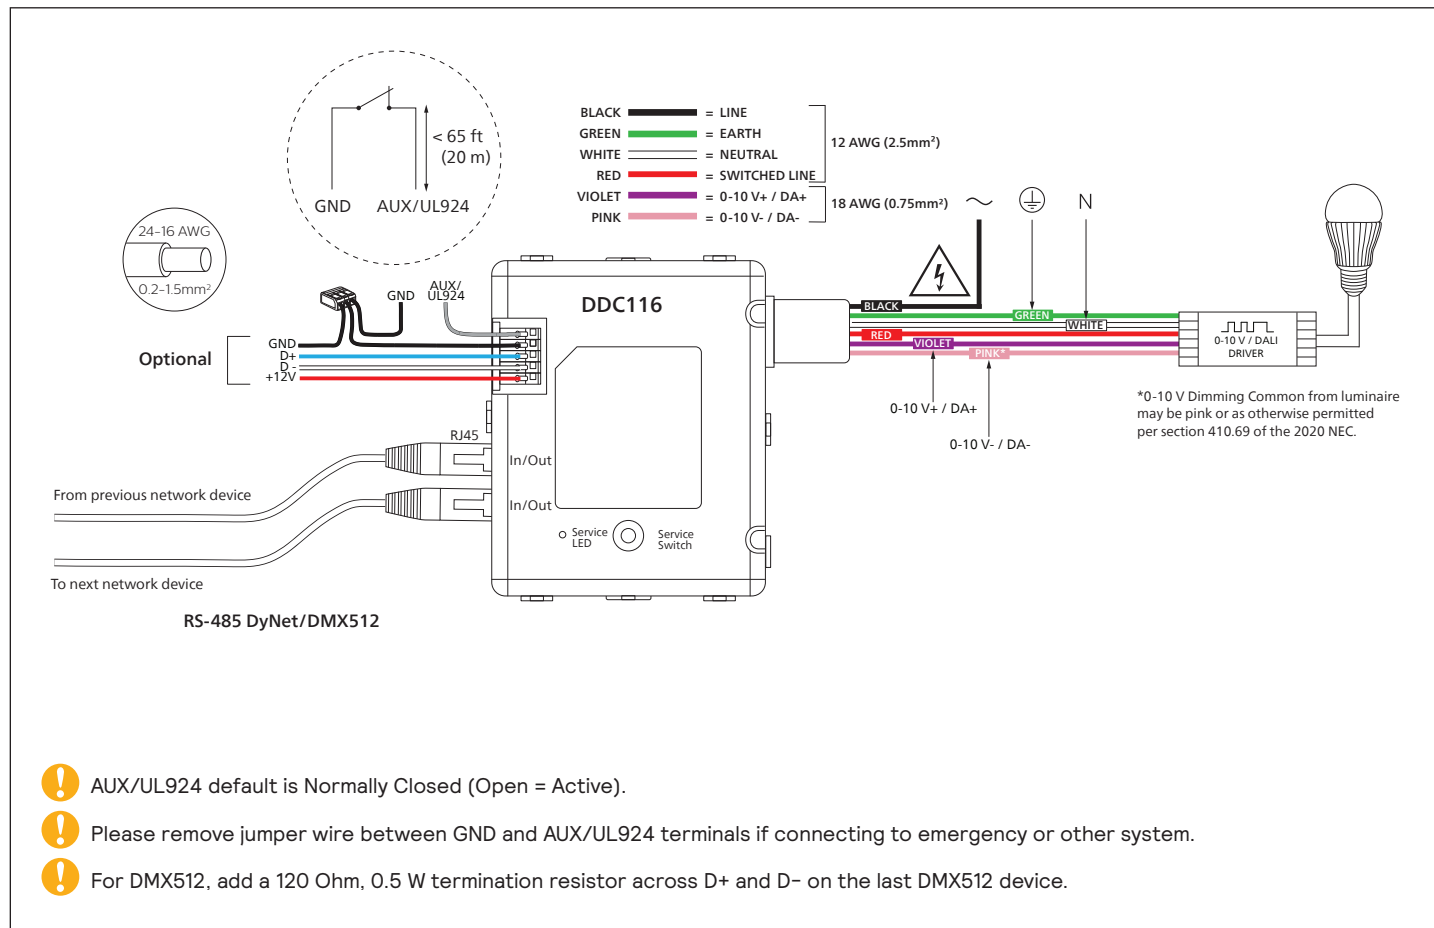 < 65 ft
(20 m)
GND AUX/UL924
24-16 AWG
0.2-1.5mm²
BLACK = LINE
GREEN = EARTH
WHITE = NEUTRAL
RED = SWITCHED LINE
12 AWG (2.5mm²)
VIOLET = 0-10 V+ / DA+
PINK = 0-10 V- / DA-
18 AWG (0.75mm²)
N
GND
AUX/
UL924
DDC116
Optional
GND
D+
D -
+12V
BLACK
GREEN
WHITE
RED
VIOLET
PINK*
0-10 V / DALI
DRIVER
0-10 V+ / DA+
0-10 V- / DA-
*0-10 V Dimming Common from luminaire
may be pink or as otherwise permitted
per section 410.69 of the 2020 NEC.
RJ45
In/Out
In/Out
From previous network device
To next network device
Service
LED
Service
Switch
RS-485 DyNet/DMX512
! AUX/UL924 default is Normally Closed (Open = Active).
! Please remove jumper wire between GND and AUX/UL924 terminals if connecting to emergency or other system.
! For DMX512, add a 120 Ohm, 0.5 W termination resistor across D+ and D- on the last DMX512 device.